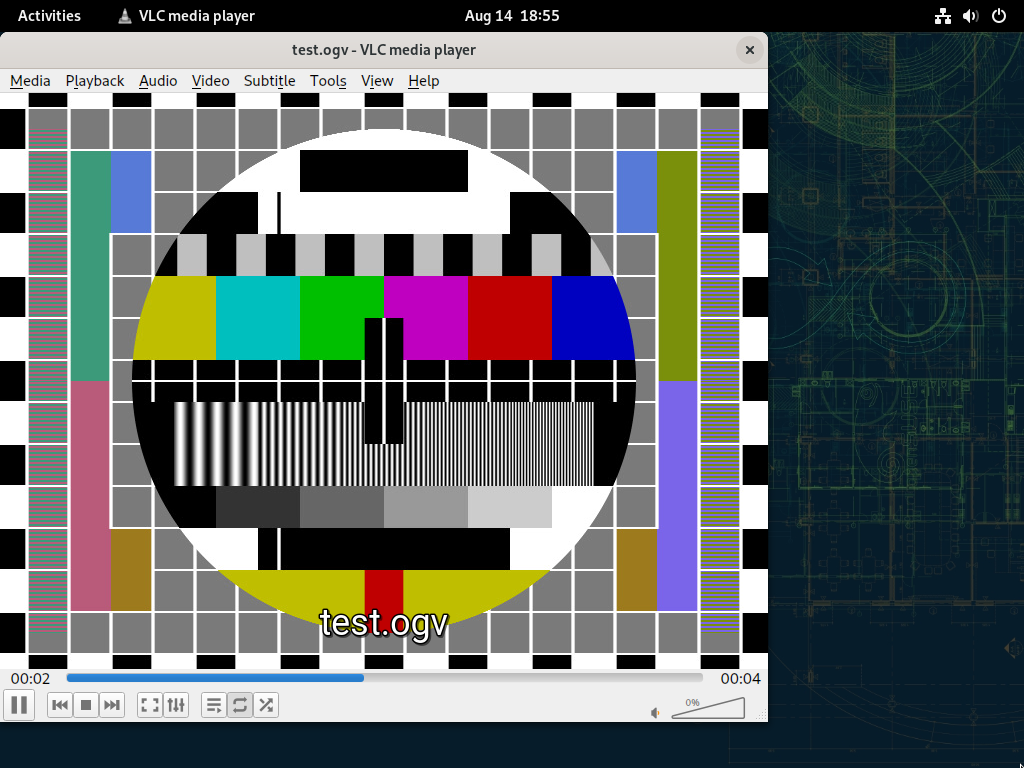 Activities VLC media player Aug 14 18:55
test.ogv - VLC media player
Media Playback Audio Video Subtitle Tools View Help
test.ogv
00:02 00:04
0%